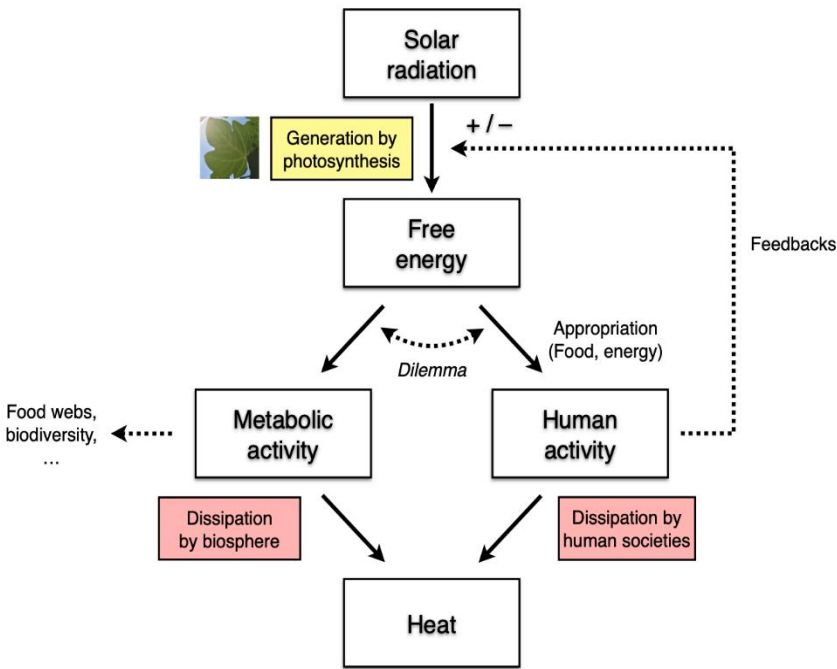 Solar
radiation
+ / –
Generation by
photosynthesis
Free
energy
Feedbacks
Appropriation
(Food, energy)
Dilemma
Food webs,
biodiversity,
...
Metabolic
activity
Human
activity
Dissipation
by biosphere
Dissipation by
human societies
Heat